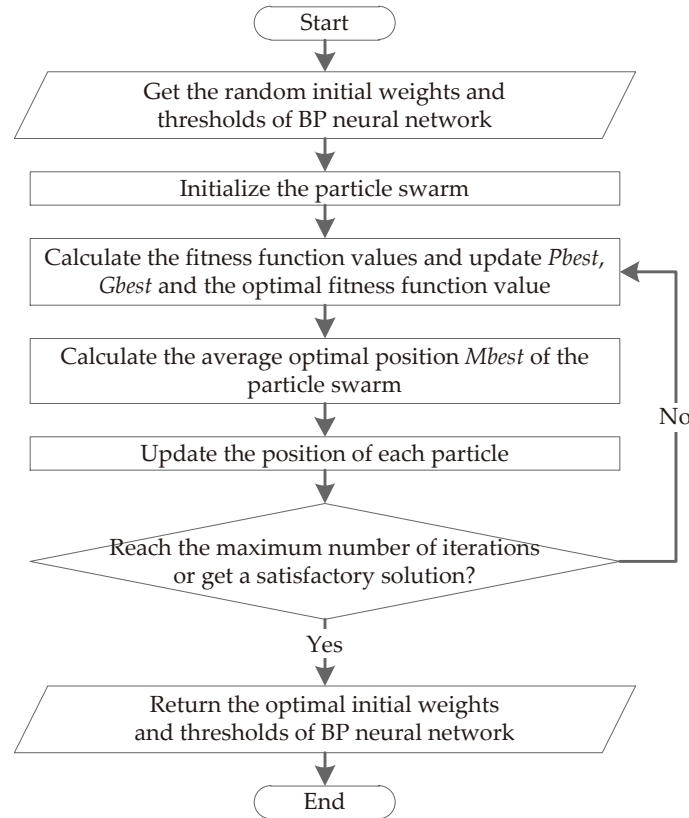 Start
Get the random initial weights and
thresholds of BP neural network
Initialize the particle swarm
Calculate the fitness function values and update Pbest,
Gbest and the optimal fitness function value
Calculate the average optimal position Mbest of the
particle swarm
Update the position of each particle
No
Reach the maximum number of iterations
or get a satisfactory solution?
Yes
Return the optimal initial weights
and thresholds of BP neural network
End